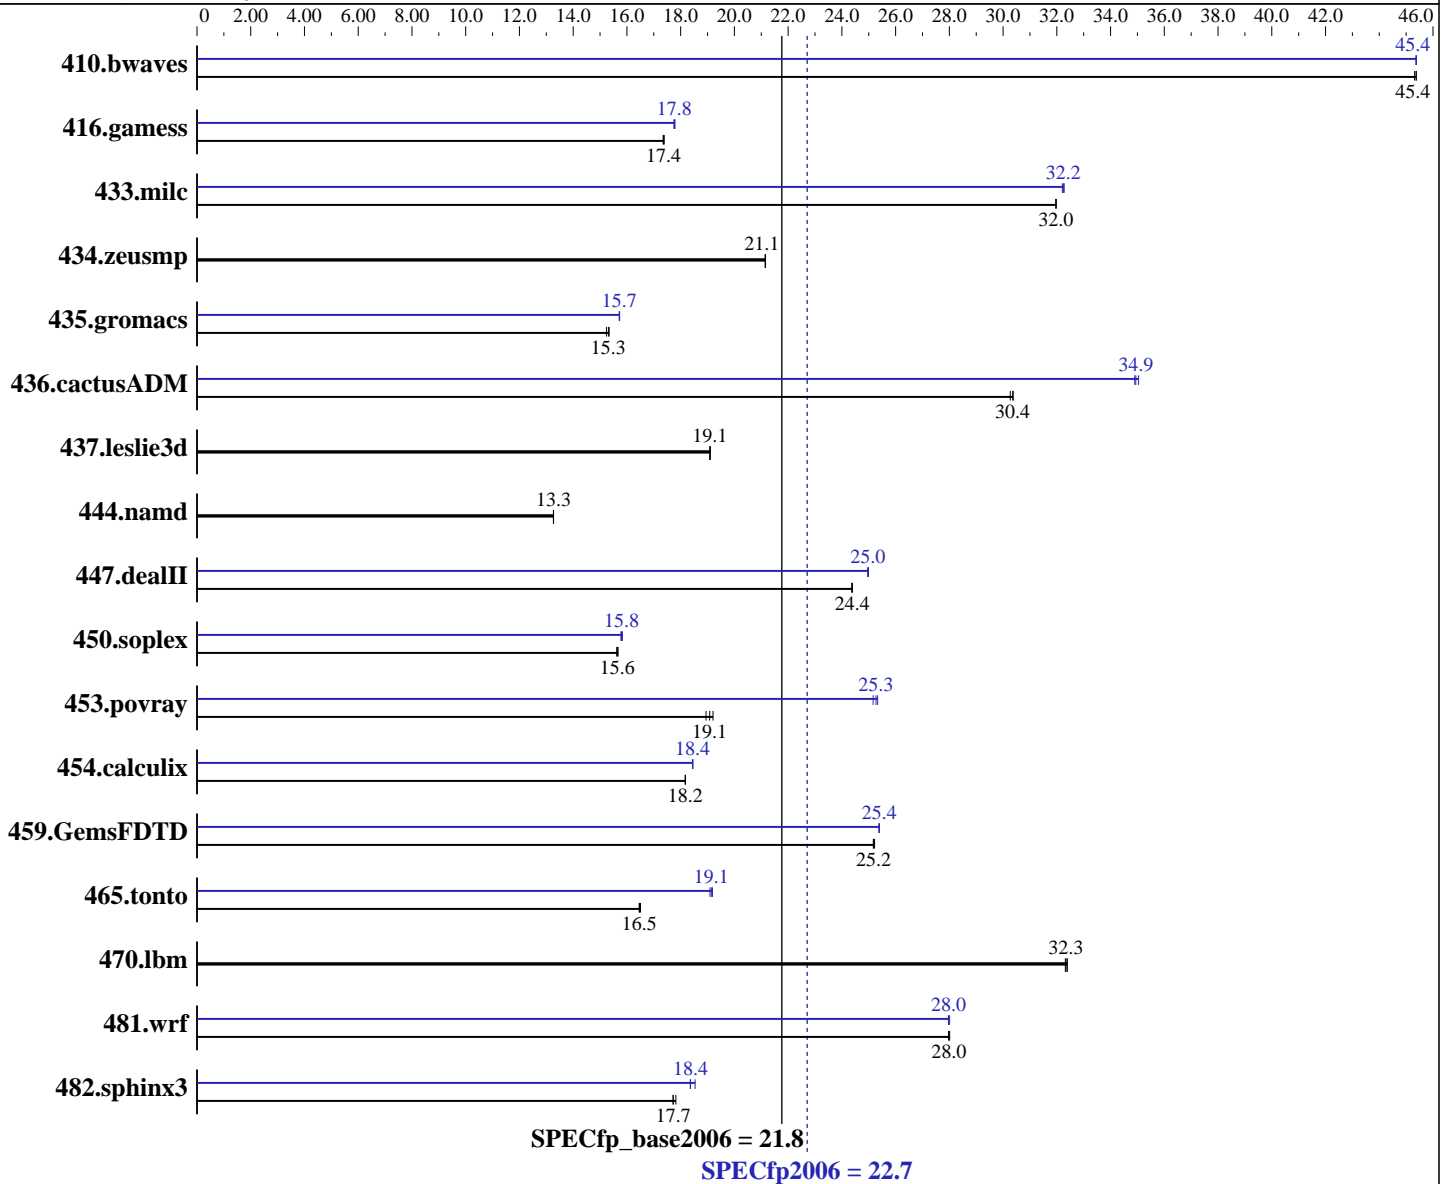 0 2.00 4.00 6.00 8.00 10.0 12.0 14.0 16.0 18.0 20.0 22.0 24.0 26.0 28.0 30.0 32.0 34.0 36.0 38.0 40.0 42.0 46.0
45.4
410.bwaves
45.4
17.8
416.gamess
17.4
32.2
433.milc
32.0
21.1
434.zeusmp
15.7
435.gromacs
15.3
34.9
436.cactusADM
30.4
19.1
437.leslie3d
13.3
444.namd
25.0
447.dealII
24.4
15.8
450.soplex
15.6
25.3
453.povray
19.1
18.4
454.calculix
18.2
25.4
459.GemsFDTD
25.2
19.1
465.tonto
16.5
32.3
470.lbm
28.0
481.wrf
28.0
18.4
482.sphinx3
17.7
SPECfp_base2006 = 21.8
SPECfp2006 = 22.7